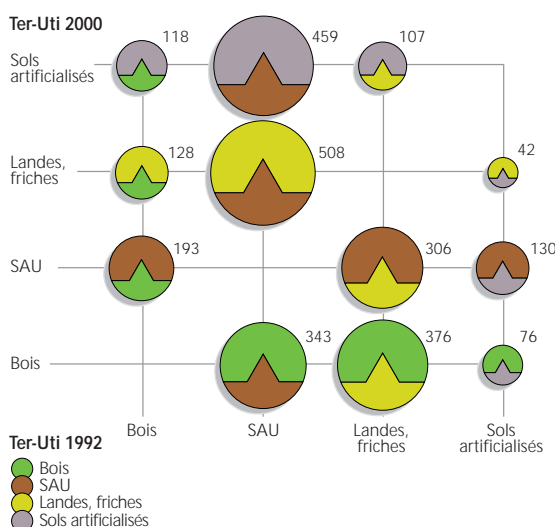 Ter-Uti 2000
118 459 107
Sols
artificialisés
128 508 42
Landes,
friches
193 306 130
SAU
343 376 76
Bois
Bois SAU Landes, Sols
friches artificialisés
Ter-Uti 1992
Bois
SAU
Landes, friches
Sols artificialisés